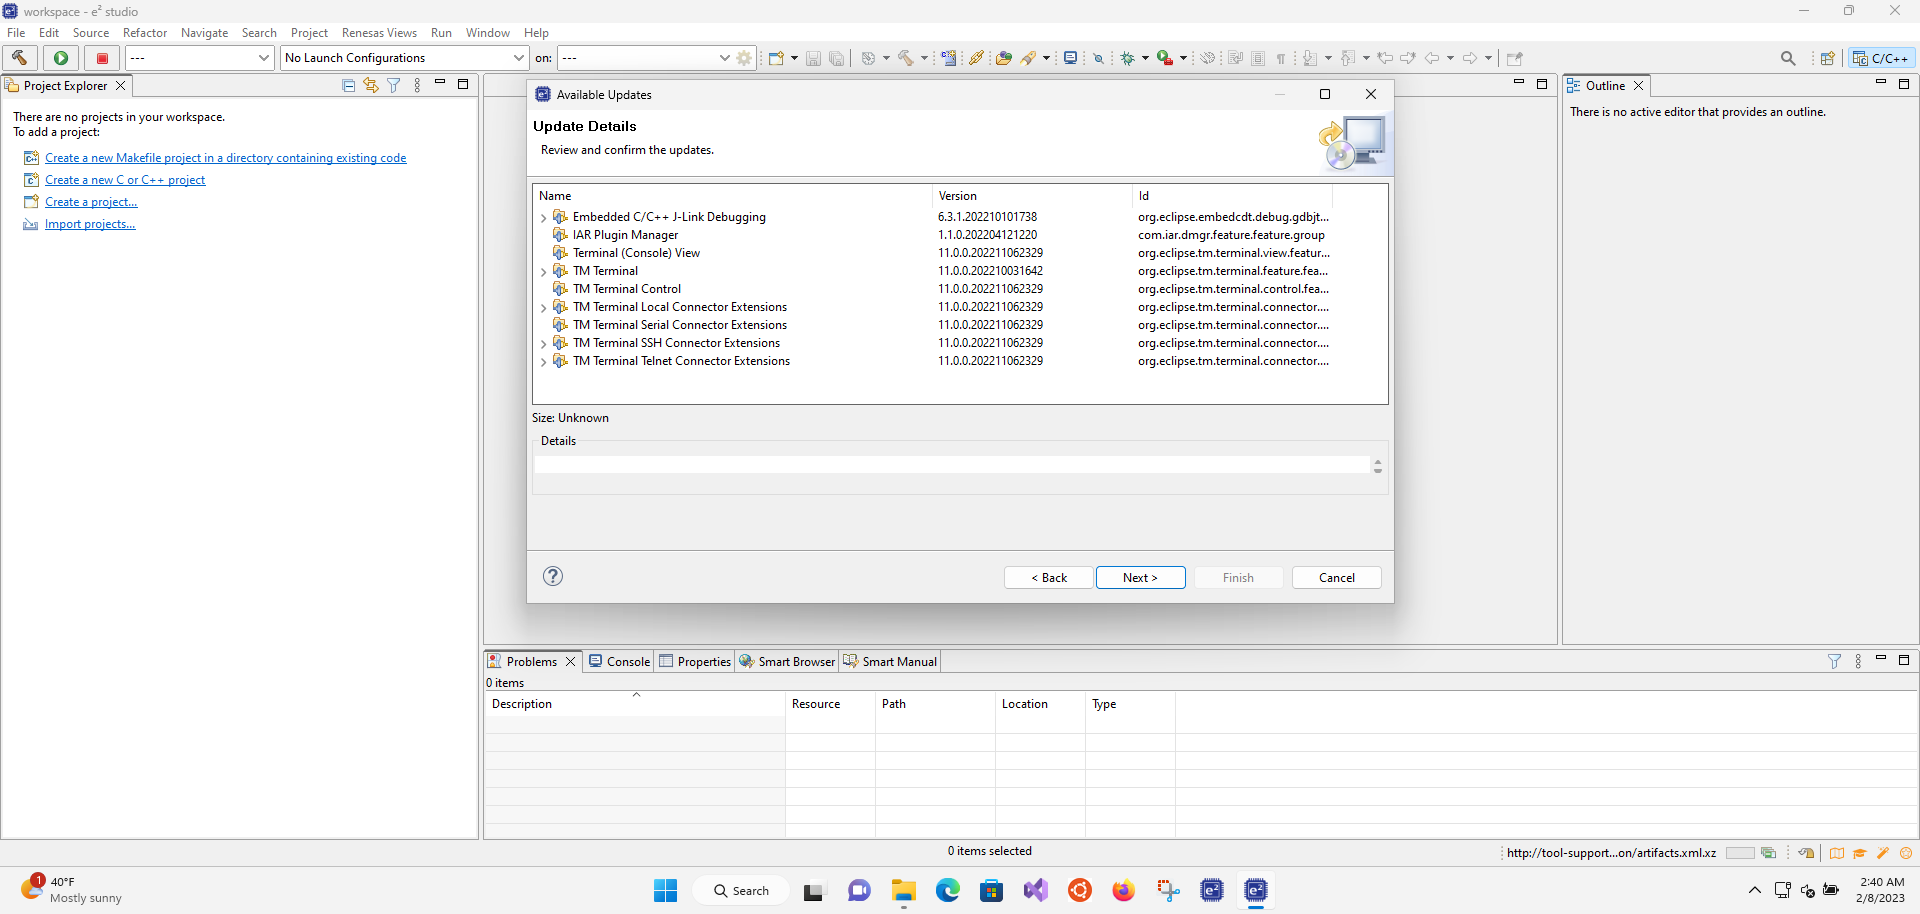 workspace - e² studio
File Edit Source Refactor Navigate Search Project Renesas Views Run Window Help
--- No Launch Configurations on: --- C/C++
Project Explorer
There are no projects in your workspace.
To add a project:
Create a new Makefile project in a directory containing existing code
Create a new C or C++ project
Create a project...
Import projects...
Available Updates
Update Details
Review and confirm the updates.
Name Version Id
Embedded C/C++ J-Link Debugging 6.3.1.202210101738 org.eclipse.embedcdt.debug.gdbjt...
IAR Plugin Manager 1.1.0.202204121220 com.iar.dmgr.feature.feature.group
Terminal (Console) View 11.0.0.202211062329 org.eclipse.tm.terminal.view.featur...
TM Terminal 11.0.0.202210031642 org.eclipse.tm.terminal.feature.fea...
TM Terminal Control 11.0.0.202211062329 org.eclipse.tm.terminal.control.fea...
TM Terminal Local Connector Extensions 11.0.0.202211062329 org.eclipse.tm.terminal.connector....
TM Terminal Serial Connector Extensions 11.0.0.202211062329 org.eclipse.tm.terminal.connector....
TM Terminal SSH Connector Extensions 11.0.0.202211062329 org.eclipse.tm.terminal.connector....
TM Terminal Telnet Connector Extensions 11.0.0.202211062329 org.eclipse.tm.terminal.connector....
Size: Unknown
Details
< Back Next > Finish Cancel
Outline
There is no active editor that provides an outline.
Problems Console Properties Smart Browser Smart Manual
0 items
Description Resource Path Location Type
0 items selected
http://tool-support...on/artifacts.xml.xz
1
40°F
Mostly sunny
Search
2:40 AM
2/8/2023